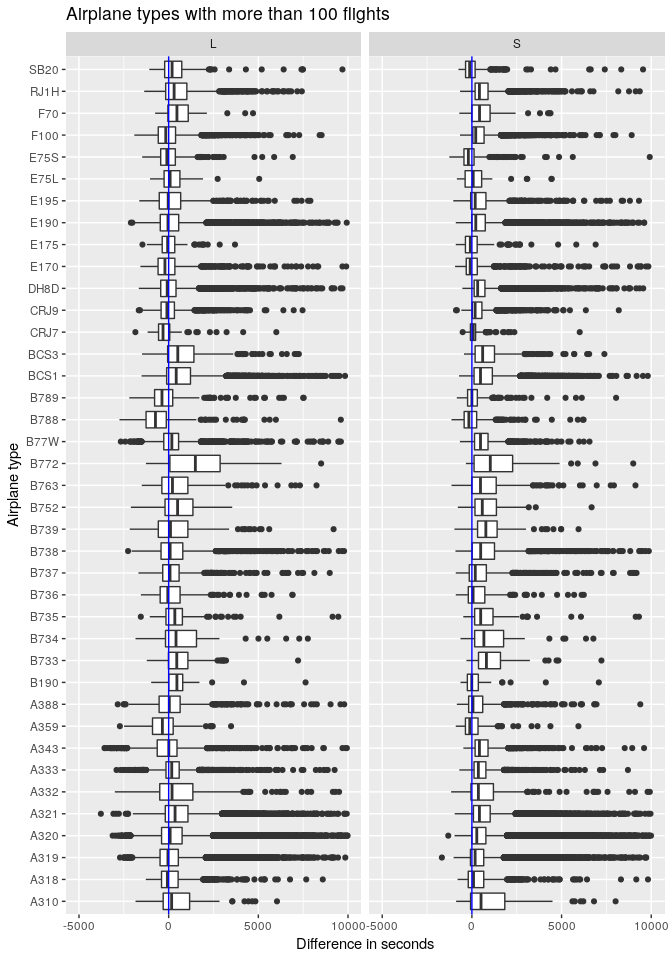 Airplane types with more than 100 flights
L
S
SB20
RJ1H
F70
F100
E75S
E75L
E195
E190
E175
E170
DH8D
CRJ9
CRJ7
BCS3
BCS1
B789
B788
B77W
B772
B763
B752
B739
B738
B737
B736
B735
B734
B733
B190
A388
A359
A343
A333
A332
A321
A320
A319
A318
A310
Airplane type
-5000 0 5000 10000
-5000 0 5000 10000
Difference in seconds